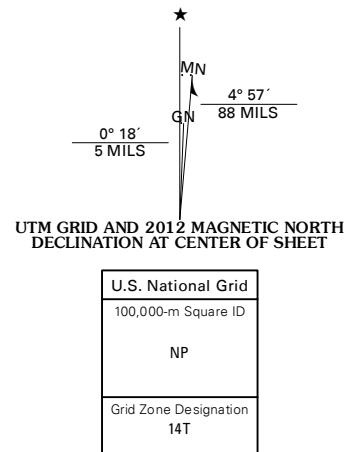 ★
MN
GN
4° 57´
88 MILS
0° 18´
5 MILS
UTM GRID AND 2012 MAGNETIC NORTH
DECLINATION AT CENTER OF SHEET
U.S. National Grid
100,000-m Square ID
NP
Grid Zone Designation
14T